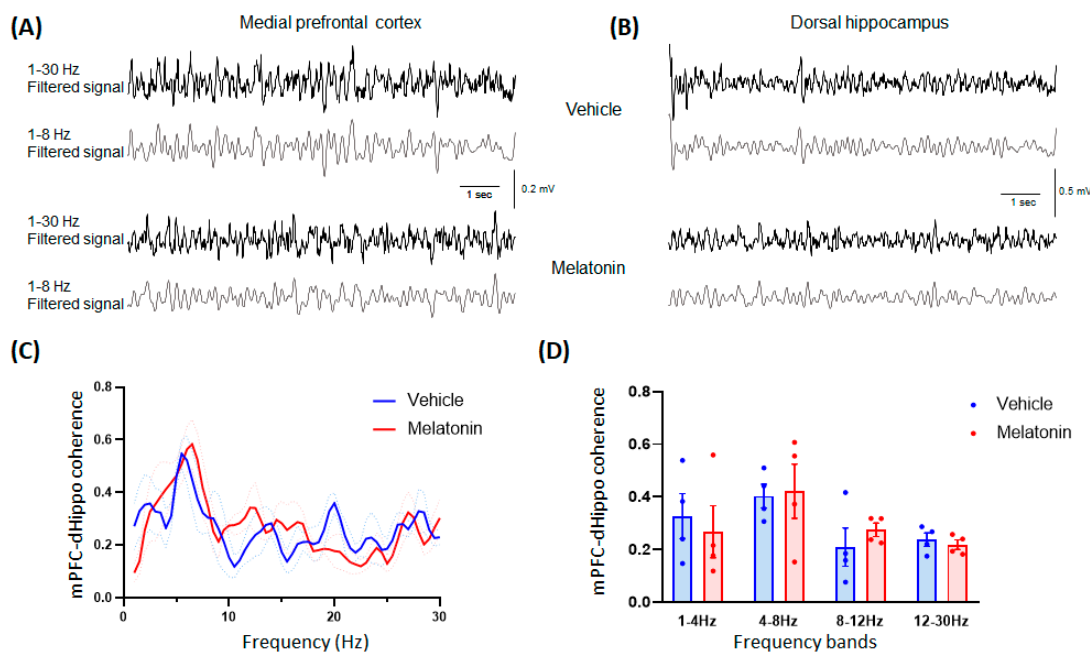 (A)
Medial prefrontal cortex
(B)
Dorsal hippocampus
1-30 Hz
Filtered signal
Vehicle
1-8 Hz
Filtered signal
1 sec
0.2 mV
1 sec
0.5 mV
1-30 Hz
Filtered signal
Melatonin
1-8 Hz
Filtered signal
(C)
(D)
mPFC-dHippo coherence
0.8
0.6
0.4
0.2
0.0
0
10
20
30
Frequency (Hz)
Vehicle
Melatonin
mPFC-dHippo coherence
0.8
0.6
0.4
0.2
0.0
1-4Hz
4-8Hz
8-12Hz
12-30Hz
Frequency bands
Vehicle
Melatonin